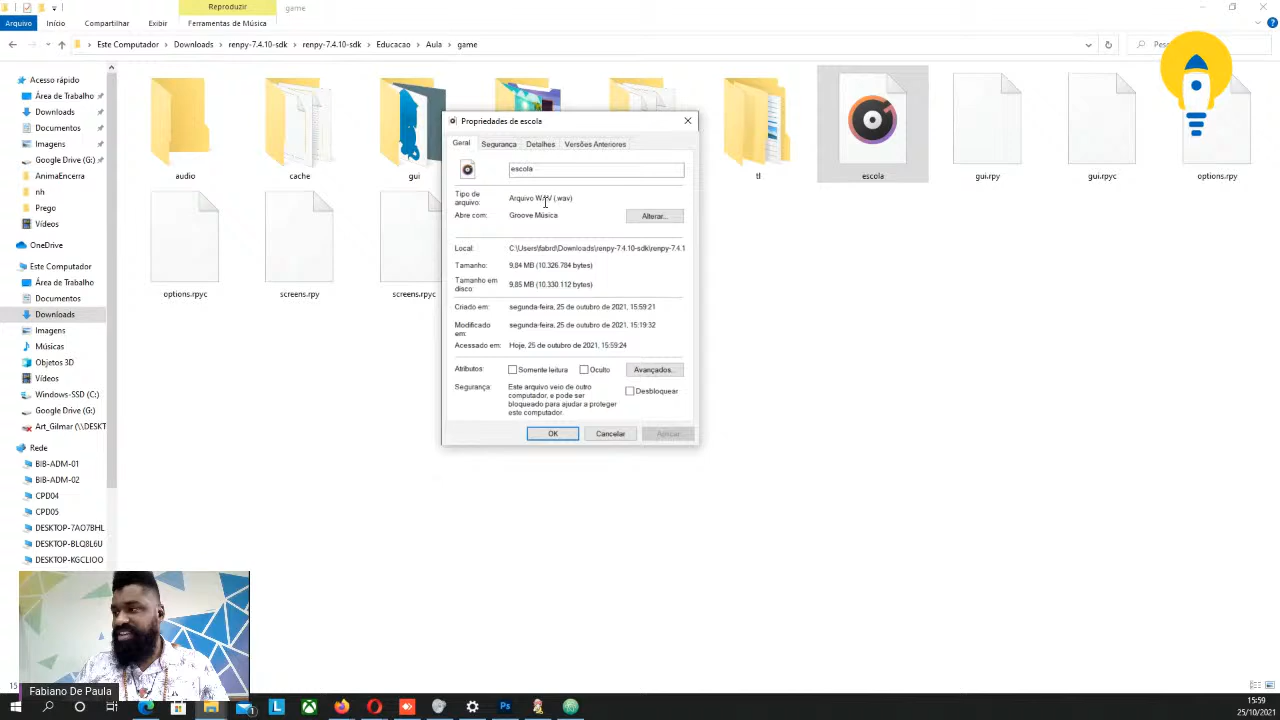 Reproduzir
game
Arquivo
Início
Compartilhar
Exibir
Ferramentas de Música
Este Computador
Downloads
renpy-7.4.10-sdk
renpy-7.4.10-sdk
Educacao
Aula
game
Acesso rápido
Área de Trabalho
Downloads
Documentos
Imagens
Google Drive (G:)
AnimaEncerra
nh
Prego
Vídeos
OneDrive
Este Computador
Área de Trabalho
Documentos
Downloads
Imagens
Músicas
Objetos 3D
Vídeos
Windows-SSD (C:)
Google Drive (G:)
Art_Gilmar (\\DESKT
Rede
BIB-ADM-01
BIB-ADM-02
CPD04
CPD05
DESKTOP-7AO7BHL
DESKTOP-BLQ8L6U
DESKTOP-KGCLIOO
audio
cache
gui
tl
escola
gui.rpy
gui.rpyc
options.rpy
options.rpyc
screens.rpy
screens.rpyc
Propriedades de escola
Geral
Segurança
Detalhes
Versões Anteriores
escola
Tipo de arquivo:
Arquivo WAV (.wav)
Abre com:
Groove Música
Alterar...
Local:
C:\Users\fabrd\Downloads\renpy-7.4.10-sdk\renpy-7.4.1
Tamanho:
9,84 MB (10.326.784 bytes)
Tamanho em disco:
9,85 MB (10.330.112 bytes)
Criado em:
segunda-feira, 25 de outubro de 2021, 15:59:21
Modificado em:
segunda-feira, 25 de outubro de 2021, 15:19:32
Acessado em:
Hoje, 25 de outubro de 2021, 15:59:24
Atributos:
Somente leitura
Oculto
Avançados...
Segurança:
Este arquivo veio de outro
computador, e pode ser
bloqueado para ajudar a proteger
este computador.
Desbloquear
OK
Cancelar
Aplicar
Fabiano De Paula
15:59
25/10/2021